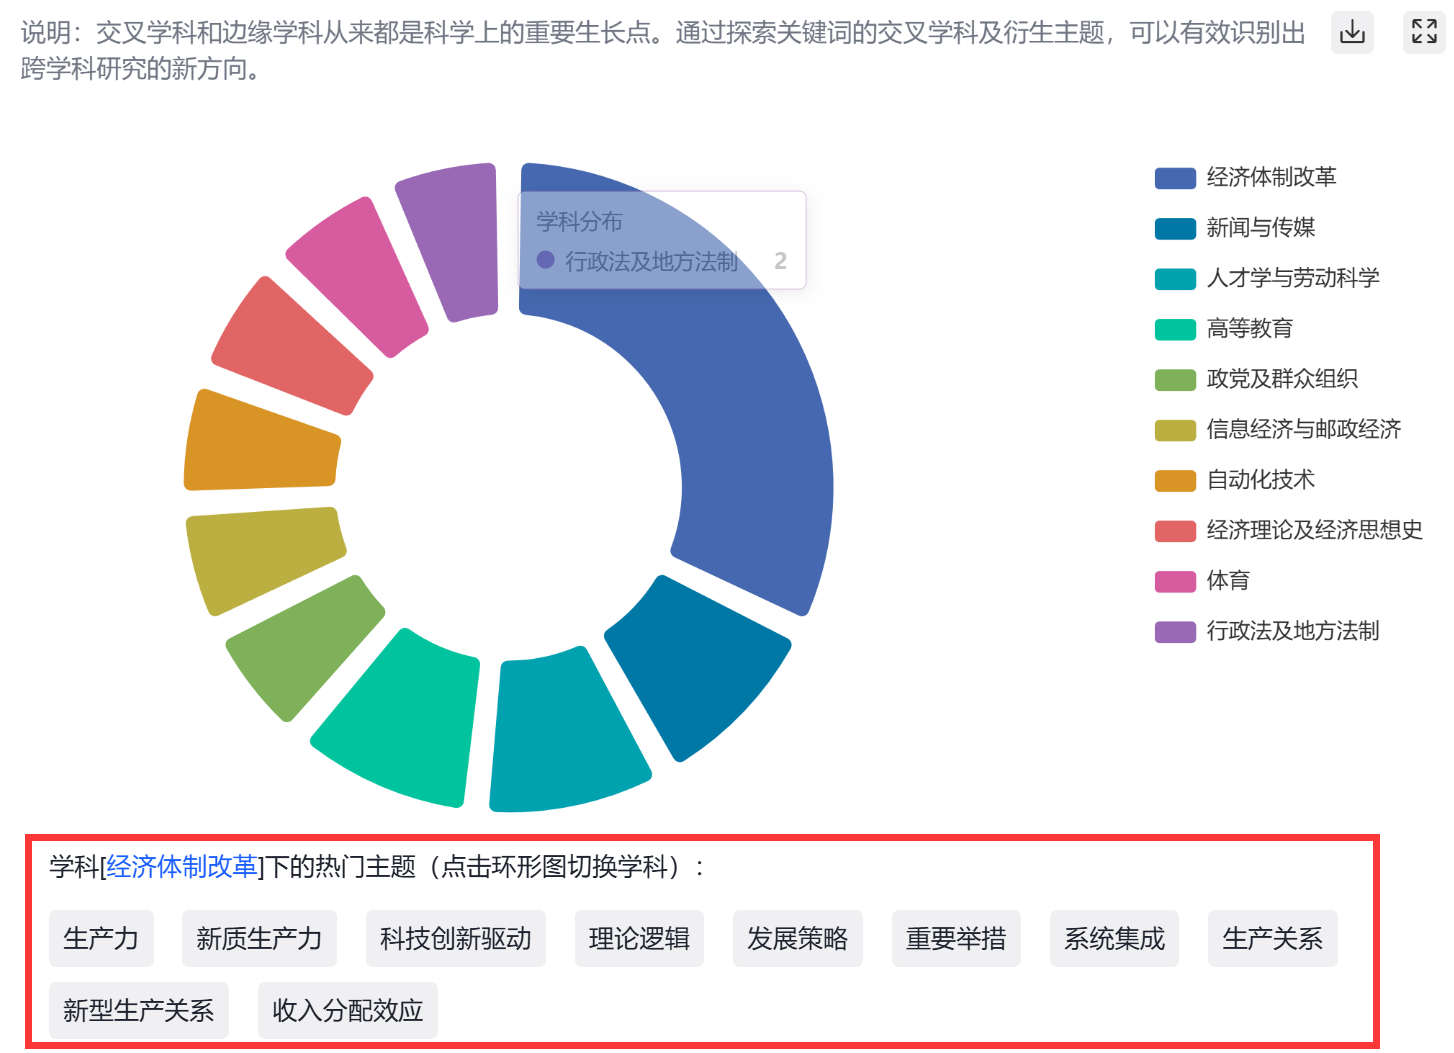 说明：交叉学科和边缘学科从来都是科学上的重要生长点。通过探索关键词的交叉学科及衍生主题，可以有效识别出
跨学科研究的新方向。
学科分布
行政法及地方法制 2
经济体制改革
新闻与传媒
人才学与劳动科学
高等教育
政党及群众组织
信息经济与邮政经济
自动化技术
经济理论及经济思想史
体育
行政法及地方法制
学科[经济体制改革]下的热门主题（点击环形图切换学科）:
生产力 新质生产力 科技创新驱动 理论逻辑 发展策略 重要举措 系统集成 生产关系
新型生产关系 收入分配效应